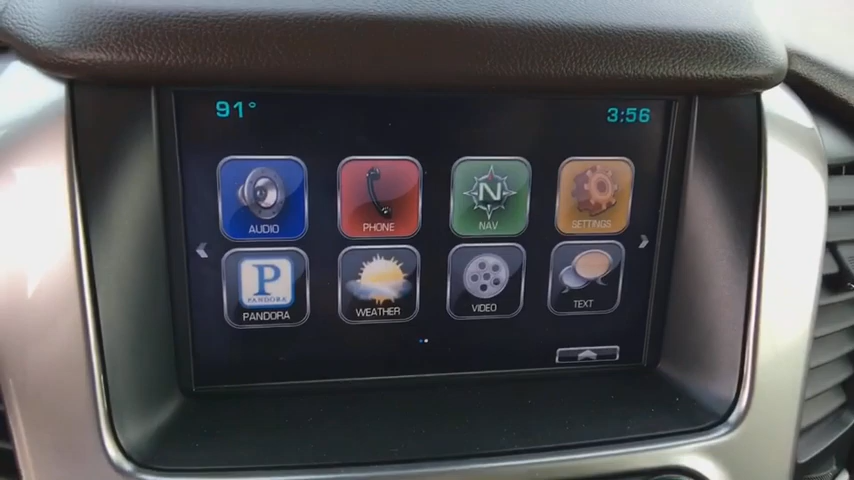 91° 3:56
N
AUDIO PHONE NAV SETTINGS
P
PANDORA
PANDORA WEATHER VIDEO TEXT